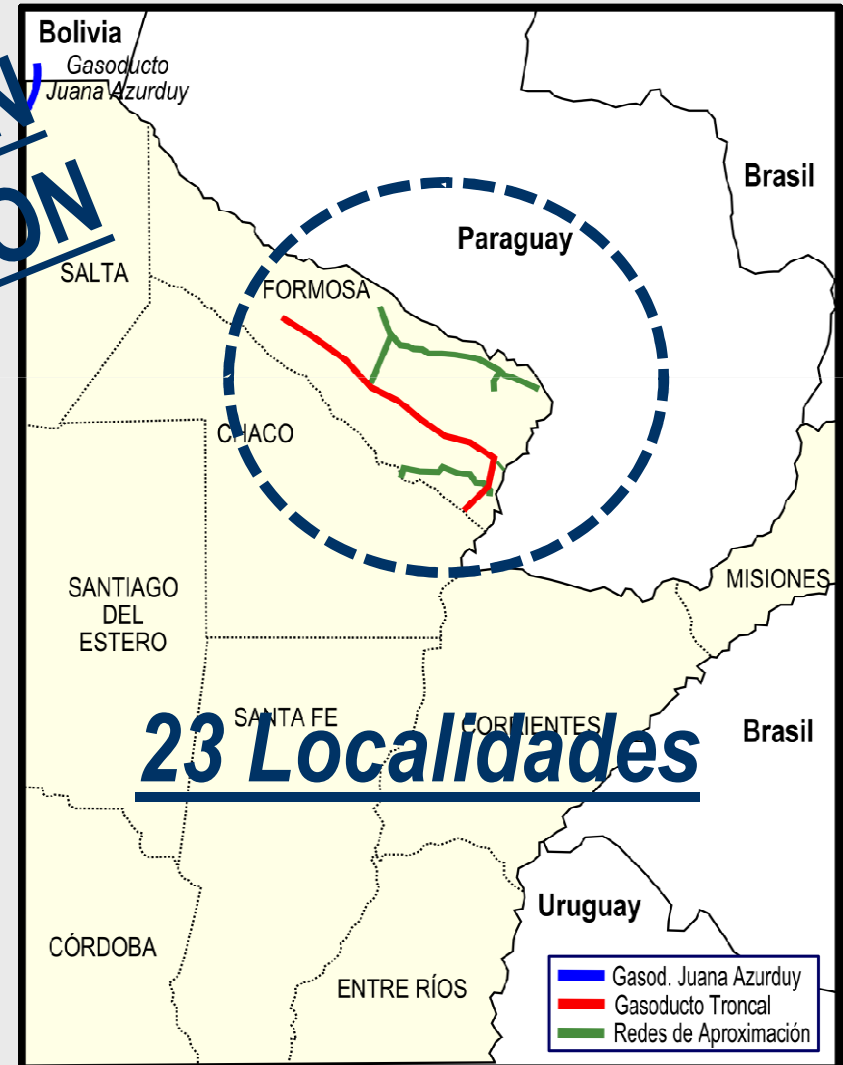 Bolivia
Gasoducto
Juana Azurduy
Brasil
Paraguay
SALTA
FORMOSA
CHACO
SANTIAGO
DEL
ESTERO
MISIONES
SANTA FE
CORRIENTES
23 Localidades
Brasil
Uruguay
CÓRDOBA
ENTRE RÍOS
Gasod. Juana Azurduy
Gasoducto Troncal
Redes de Aproximación